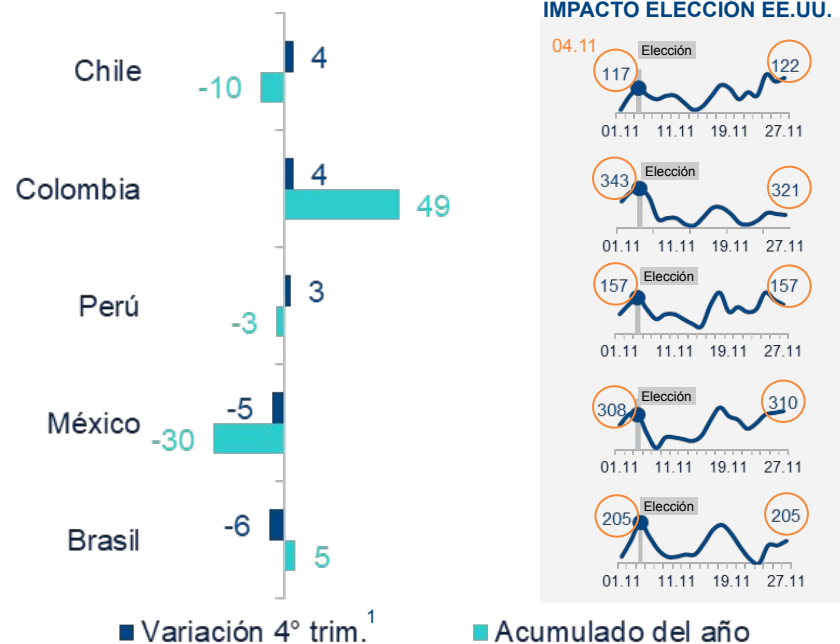 IMPACTO ELECCIÓN EE.UU.
Chile
4
-10
Colombia
4
49
Perú
3
-3
México
-5
-30
Brasil
-6
5
Variación 4° trim.1
Acumulado del año
04.11
Elección
117
122
01.11 11.11 19.11 27.11
Elección
343
321
01.11 11.11 19.11 27.11
Elección
157
157
01.11 11.11 19.11 27.11
Elección
308
310
01.11 11.11 19.11 27.11
Elección
205
205
01.11 11.11 19.11 27.11